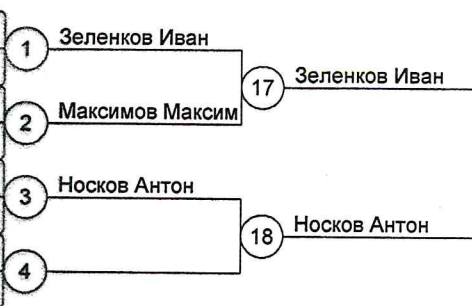 1 Зеленков Иван
17 Зеленков Иван
2 Максимов Максим
3 Носков Антон
18 Носков Антон
4